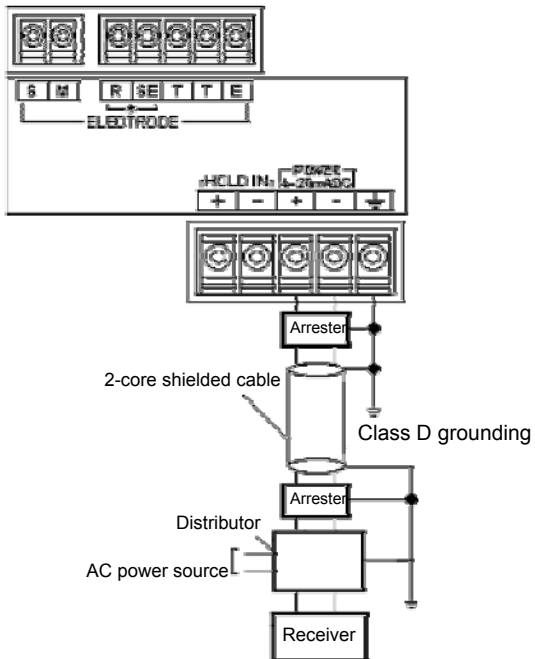 S M R SE T T E
ELECTRODE
HOLD IN
POWER
4-20mADC
+ - + -
Arrester
2-core shielded cable
Class D grounding
Arrester
Distributor
AC power source
Receiver